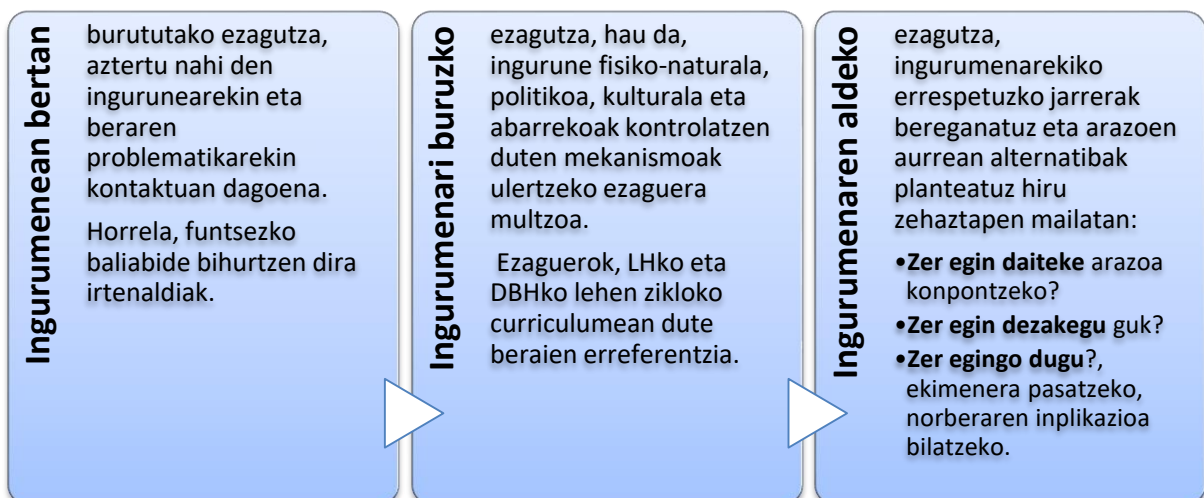 Ingurumenean bertan
burututako ezagutza,
aztertu nahi den
ingurunearekin eta
beraren
problematikarekin
kontaktuan dagoena.
Horrela, funtsezko
baliabide bihurtzen dira
irtenaldiak.
Ingurumenari buruzko
ezagutza, hau da,
ingurune fisiko-naturala,
politikoa, kulturala eta
abarrekoak kontrolatzen
duten mekanismoak
ulertzeko ezaguera
multzoa.
Ezaguerok, LHko eta
DBHko lehen zikloko
curriculumean dute
beraien erreferentzia.
Ingurumenaren aldeko
ezagutza,
ingurumenarekiko
errespetuzko jarrerak
bereganatuz eta arazoen
aurrean alternatibak
planteatuz hiru
zehaztapen mailatan:
•Zer egin daiteke arazoa
konpontzeko?
•Zer egin dezakegu guk?
•Zer egingo dugu?,
ekimenera pasatzeko,
norberaren inplikazioa
bilatzeko.